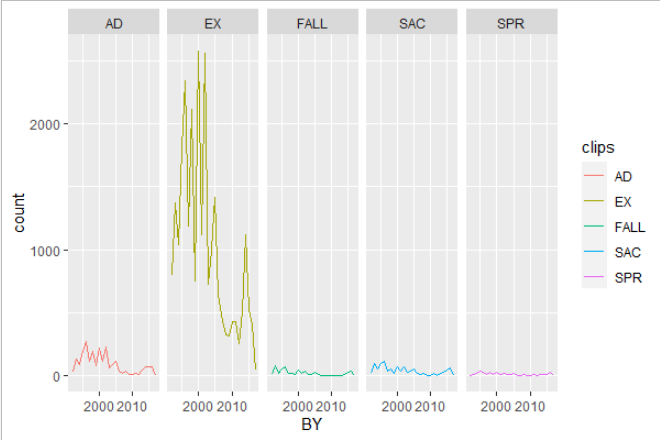 AD EX FALL SAC SPR
2000
1000
0
count
2000 2010 2000 2010 2000 2010 2000 2010 2000 2010
BY
clips
AD
EX
FALL
SAC
SPR